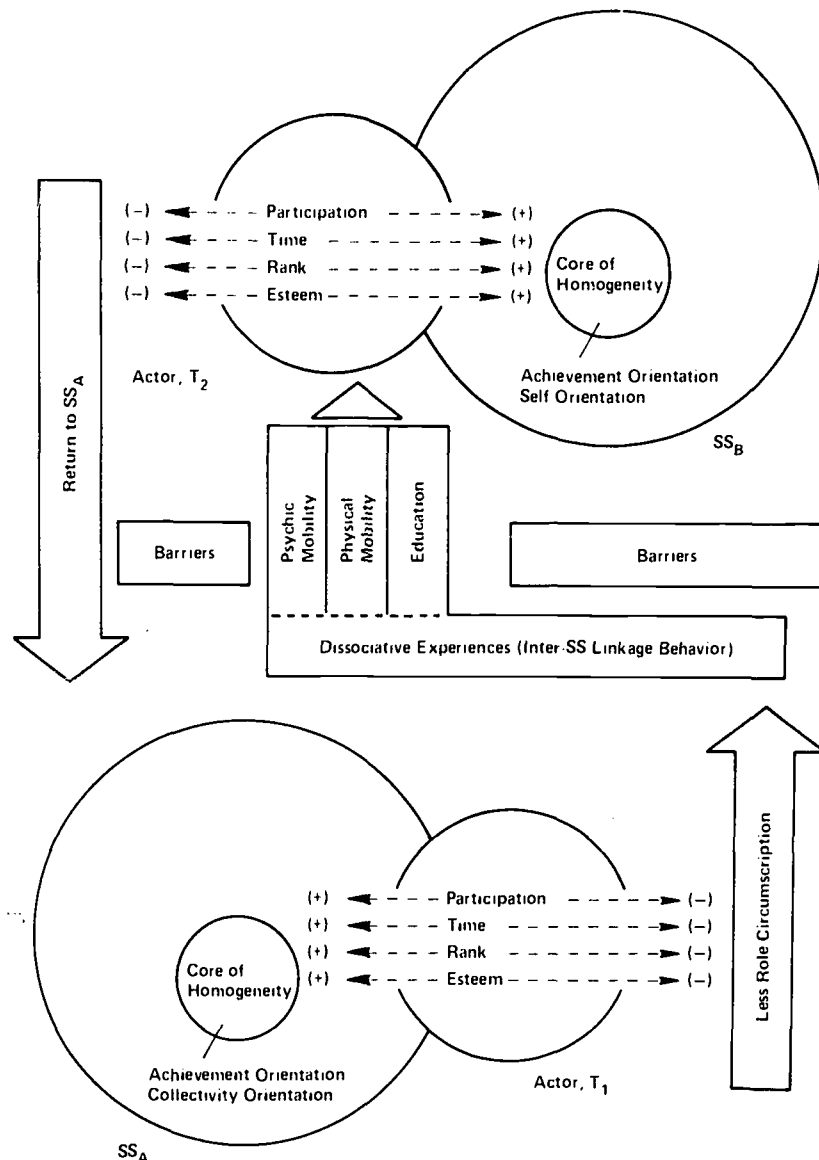 (−) Participation (+)
(−) Time (+)
(−) Rank (+)
(−) Esteem (+)
Core of
Homogeneity
Achievement Orientation
Self Orientation
Actor, T2
SSB
Return to SSA
Psychic
Mobility
Physical
Mobility
Education
Barriers
Barriers
Dissociative Experiences (Inter-SS Linkage Behavior)
Less Role Circumscription
(+) Participation (−)
(+) Time (−)
(+) Rank (−)
(+) Esteem (−)
Core of
Homogeneity
Achievement Orientation
Collectivity Orientation
Actor, T1
SSA